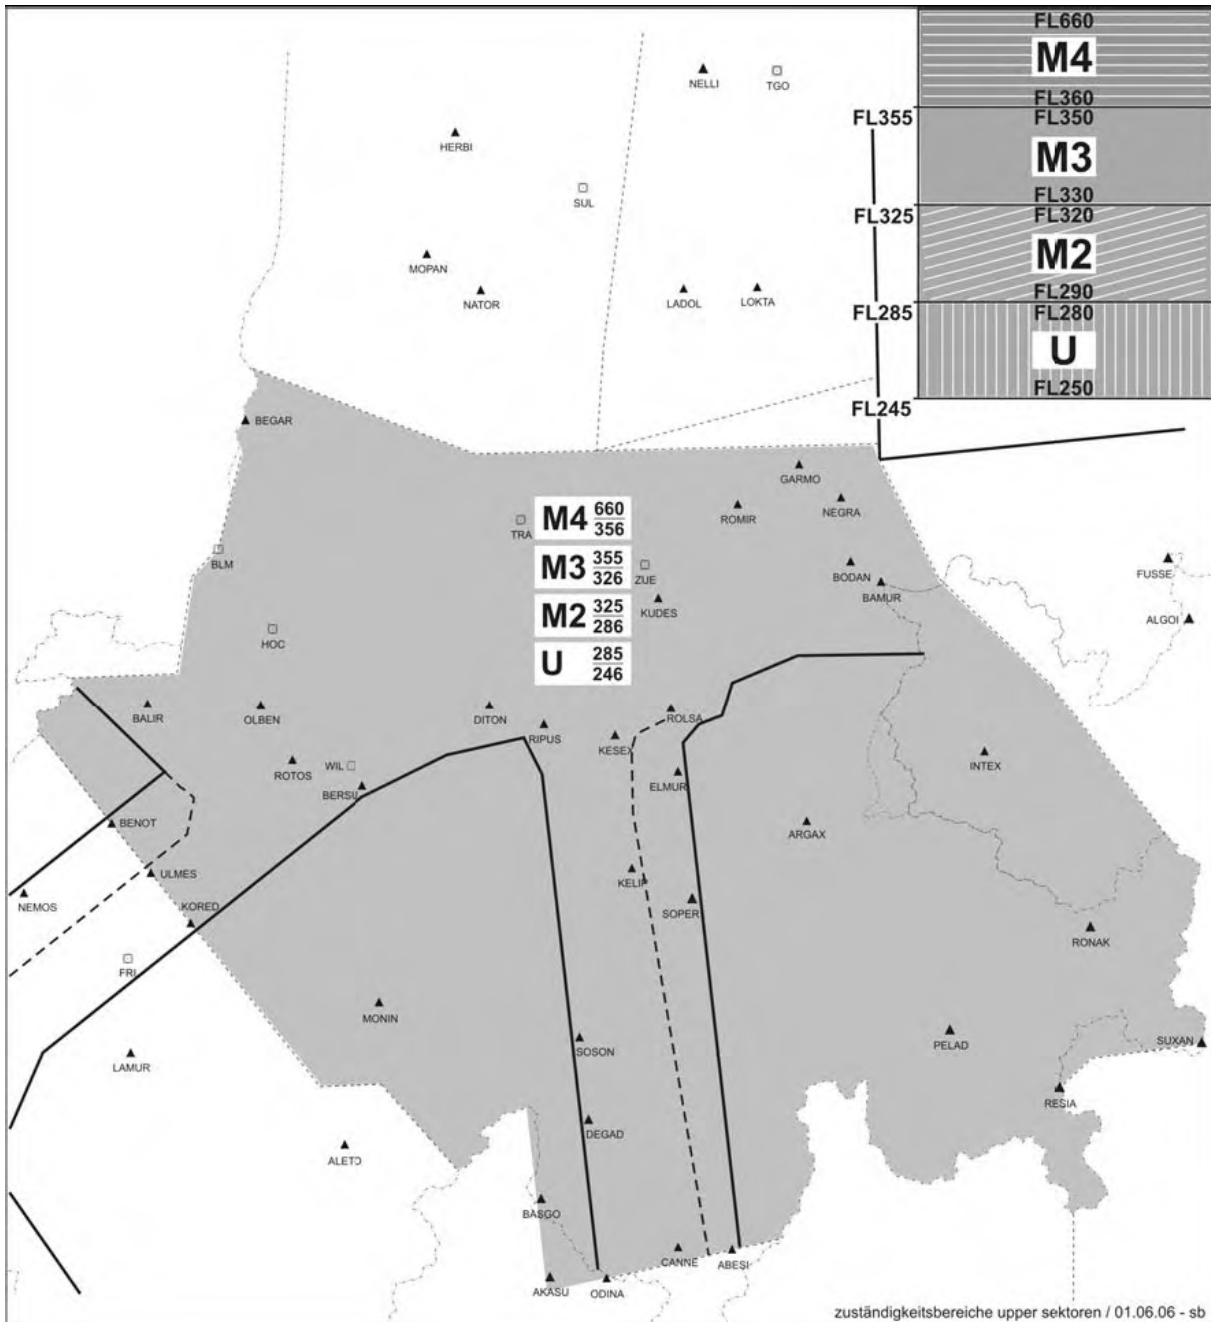 FL660
M4
FL360
FL355
FL350
M3
FL330
FL325
FL320
M2
FL290
FL285
FL280
U
FL250
FL245
NELLI
TGO
HERBI
SUL
MOPAN
NATOR
LADOL
LOKTA
BEGAR
GARMO
NEGRA
ROMIR
TRA
M4 660
356
M3 355
326
M2 325
286
U 285
246
BLM
ZUE
KUDES
BODAN
BAMUR
FUSSE
ALGOI
HOC
BALIR
OLBEN
DITON
RIPUS
KESEX
ROLSA
ROTOS
WIL
BERSU
ELMUR
INTEX
BENOT
ARGAX
ULMES
KELIP
NEMOS
KORED
SOPER
RONAK
FRI
MONIN
SOSON
PELAD
SUXAN
LAMUR
RESIA
DEGAD
ALETO
BASGO
CANNE
ABESI
AKASU
ODINA
zuständigkeitsbereiche upper sektoren / 01.06.06 - sb